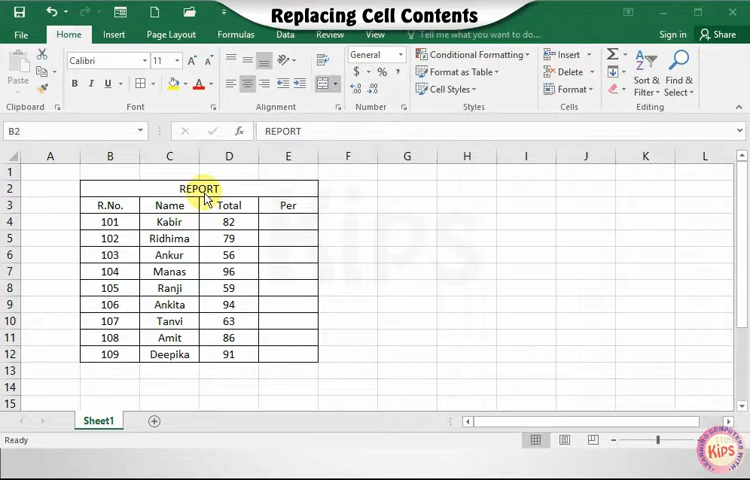 Replacing Cell Contents
File Home Insert Page Layout Formulas Data Review View Tell me what you want to do... Sign in Share
Calibri 11 General Conditional Formatting Insert
Paste B I U A $ % , Format as Table Delete Sort & Find &
Cell Styles Format Filter Select
Clipboard Font Alignment Number Styles Cells Editing
B2 fx REPORT
A B C D E F G H I J K L
1
2 REPORT
3 R.No. Name Total Per
4 101 Kabir 82
5 102 Ridhima 79
6 103 Ankur 56
7 104 Manas 96
8 105 Ranji 59
9 106 Ankita 94
10 107 Tanvi 63
11 108 Amit 86
12 109 Deepika 91
13
14
15
Kips
Sheet1
Ready
LEARNING COMPUTERS WITH
Kips